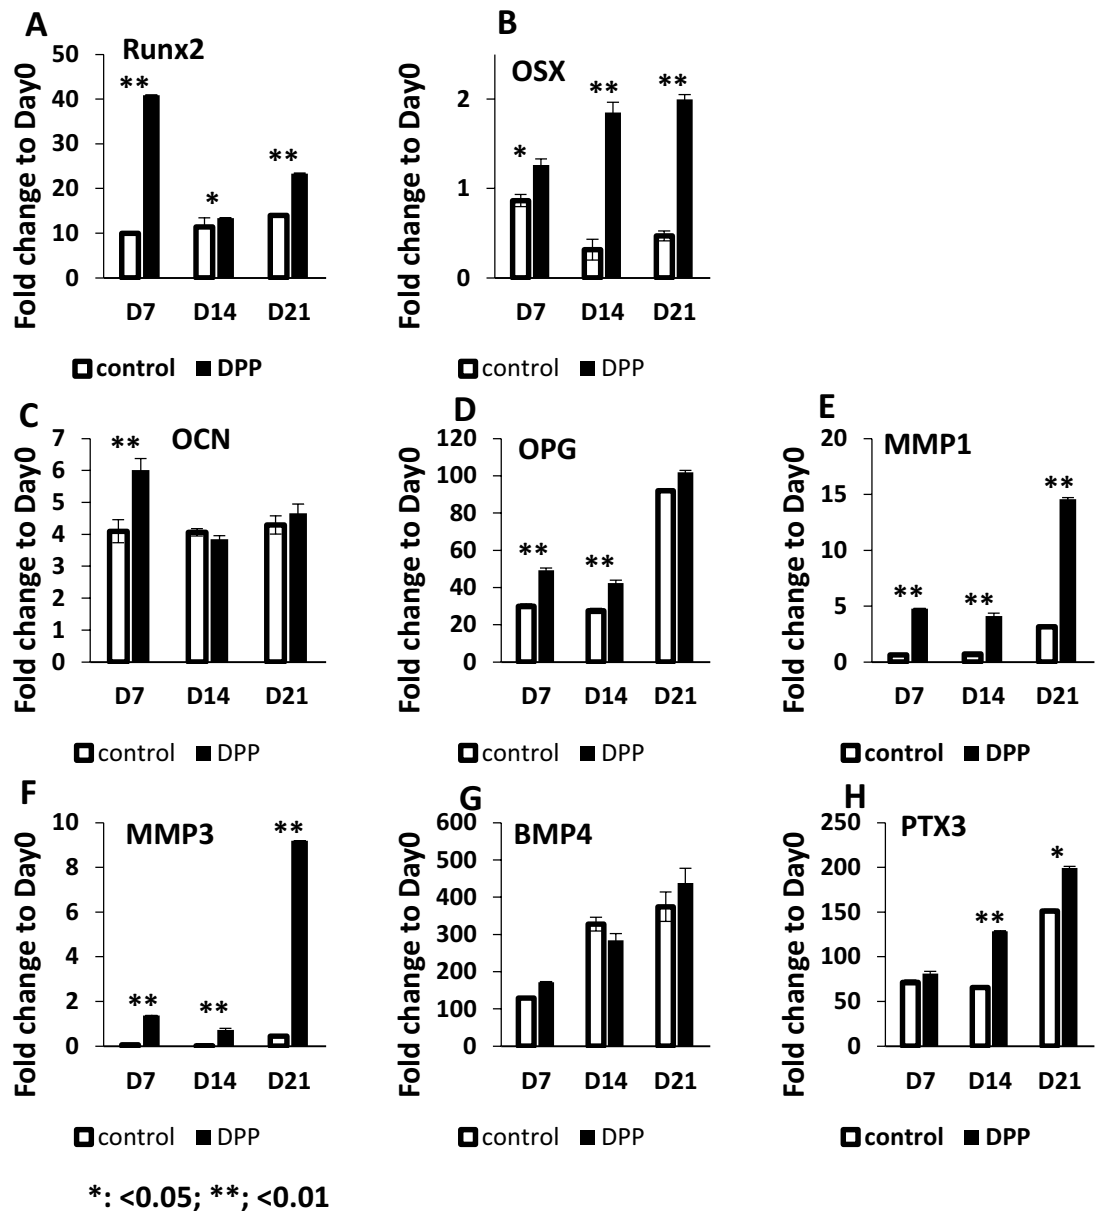 A
Runx2
Fold change to Day0
50
40
30
20
10
0
**
*
**
D7 D14 D21
control DPP
B
OSX
Fold change to Day0
2
1
0
*
**
**
D7 D14 D21
control DPP
C
OCN
Fold change to Day0
7
6
5
4
3
2
1
0
**
D7 D14 D21
control DPP
D
OPG
Fold change to Day0
120
100
80
60
40
20
0
**
**
D7 D14 D21
control DPP
E
MMP1
Fold change to Day0
20
15
10
5
0
**
**
**
D7 D14 D21
control DPP
F
MMP3
Fold change to Day0
10
8
6
4
2
0
**
**
**
D7 D14 D21
control DPP
G
BMP4
Fold change to Day0
600
500
400
300
200
100
0
D7 D14 D21
control DPP
H
PTX3
Fold change to Day0
250
200
150
100
50
0
**
*
D7 D14 D21
control DPP
*: <0.05; **; <0.01